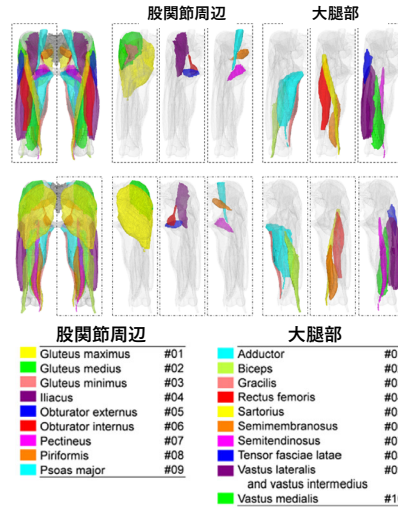 股関節周辺
大腿部
股関節周辺
Gluteus maximus #01
Gluteus medius #02
Gluteus minimus #03
Iliacus #04
Obturator externus #05
Obturator internus #06
Pectineus #07
Piriformis #08
Psoas major #09
大腿部
Adductor
Biceps
Gracilis
Rectus femoris
Sartorius
Semimembranosus
Semitendinosus
Tensor fasciae latae
Vastus lateralis
and vastus intermedius
Vastus medialis